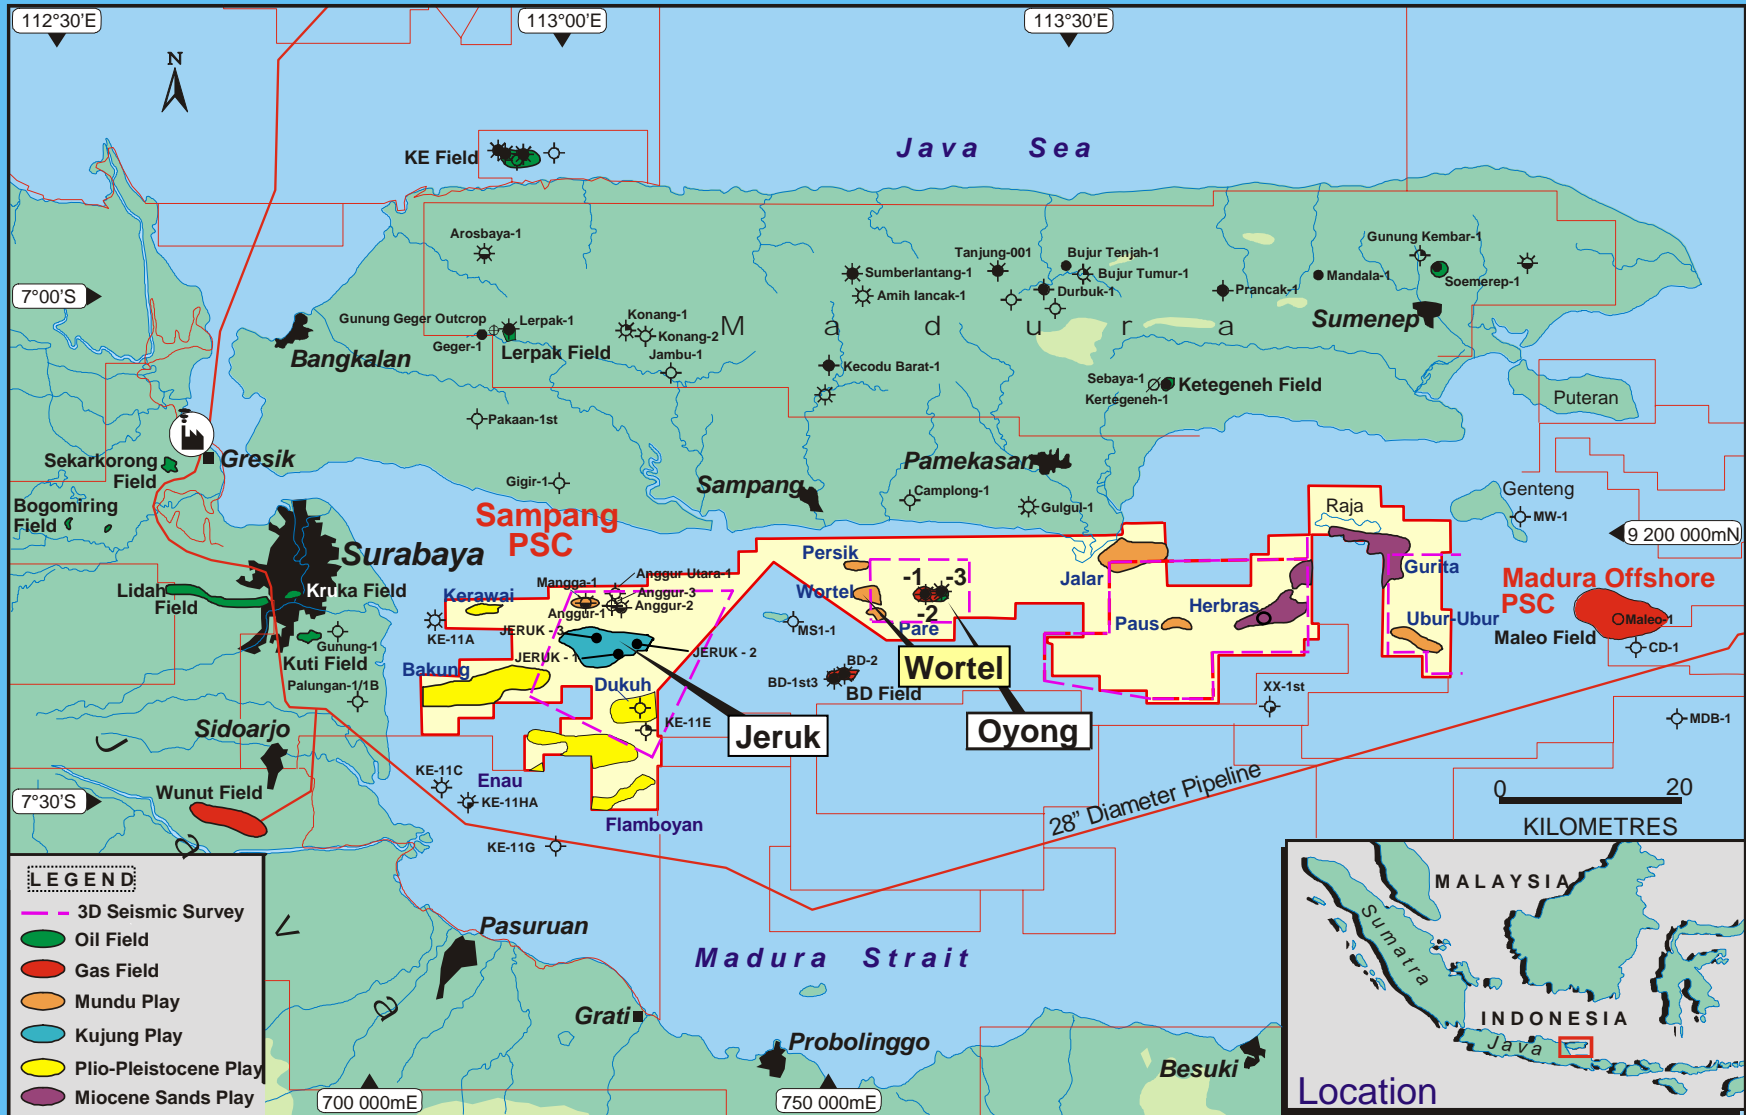 112°30'E
113°00'E
113°30'E
N
Java Sea
KE Field
Arosbaya-1
Tanjung-001
Bujur Tenjah-1
Gunung Kembar-1
Sumberlantang-1
Bujur Tumur-1
Mandala-1
Soemerep-1
7°00'S
Amih Iancak-1
Durbuk-1
Prancak-1
Gunung Geger Outcrop
Lerpak-1
Konang-1
Madura
Sumenep
Geger-1
Lerpak Field
Konang-2
Bangkalan
Jambu-1
Kecodu Barat-1
Sebaya-1
Ketegeneh Field
Kertegeneh-1
Puteran
Pakaan-1st
Gresik
Sekarkorong
Field
Pamekasan
Gigir-1
Sampang
Camplong-1
Gulgul-1
Genteng
MW-1
Bogomiring
Field
Raja
Sampang
PSC
9 200 000mN
Surabaya
Persik
Jalar
Gurita
Madura Offshore
PSC
Lidah
Field
Kruka Field
Mangga-1
Anggur Utara-1
Anggur-3
Anggur-2
Anggur-1
Kerawai
Wortel
-1
-3
-2
Pare
Herbras
Paus
Ubur-Ubur
Maleo-1
Maleo Field
CD-1
KE-11A
JERUK - 3
JERUK - 1
JERUK - 2
MS1-1
Gunung-1
Kuti Field
Palungan-1/1B
Bakung
Dukuh
BD-2
BD-1st3
BD Field
Wortel
XX-1st
MDB-1
KE-11E
Jeruk
Oyong
Sidoarjo
KE-11C
Enau
KE-11HA
7°30'S
Wunut Field
Flamboyan
28" Diameter Pipeline
0
20
KILOMETRES
KE-11G
J
a
v
a
LEGEND
3D Seismic Survey
Oil Field
Gas Field
Mundu Play
Kujung Play
Plio-Pleistocene Play
Miocene Sands Play
Pasuruan
Madura Strait
Grati
Probolinggo
Besuki
700 000mE
750 000mE
MALAYSIA
Sumatra
INDONESIA
Java
Location